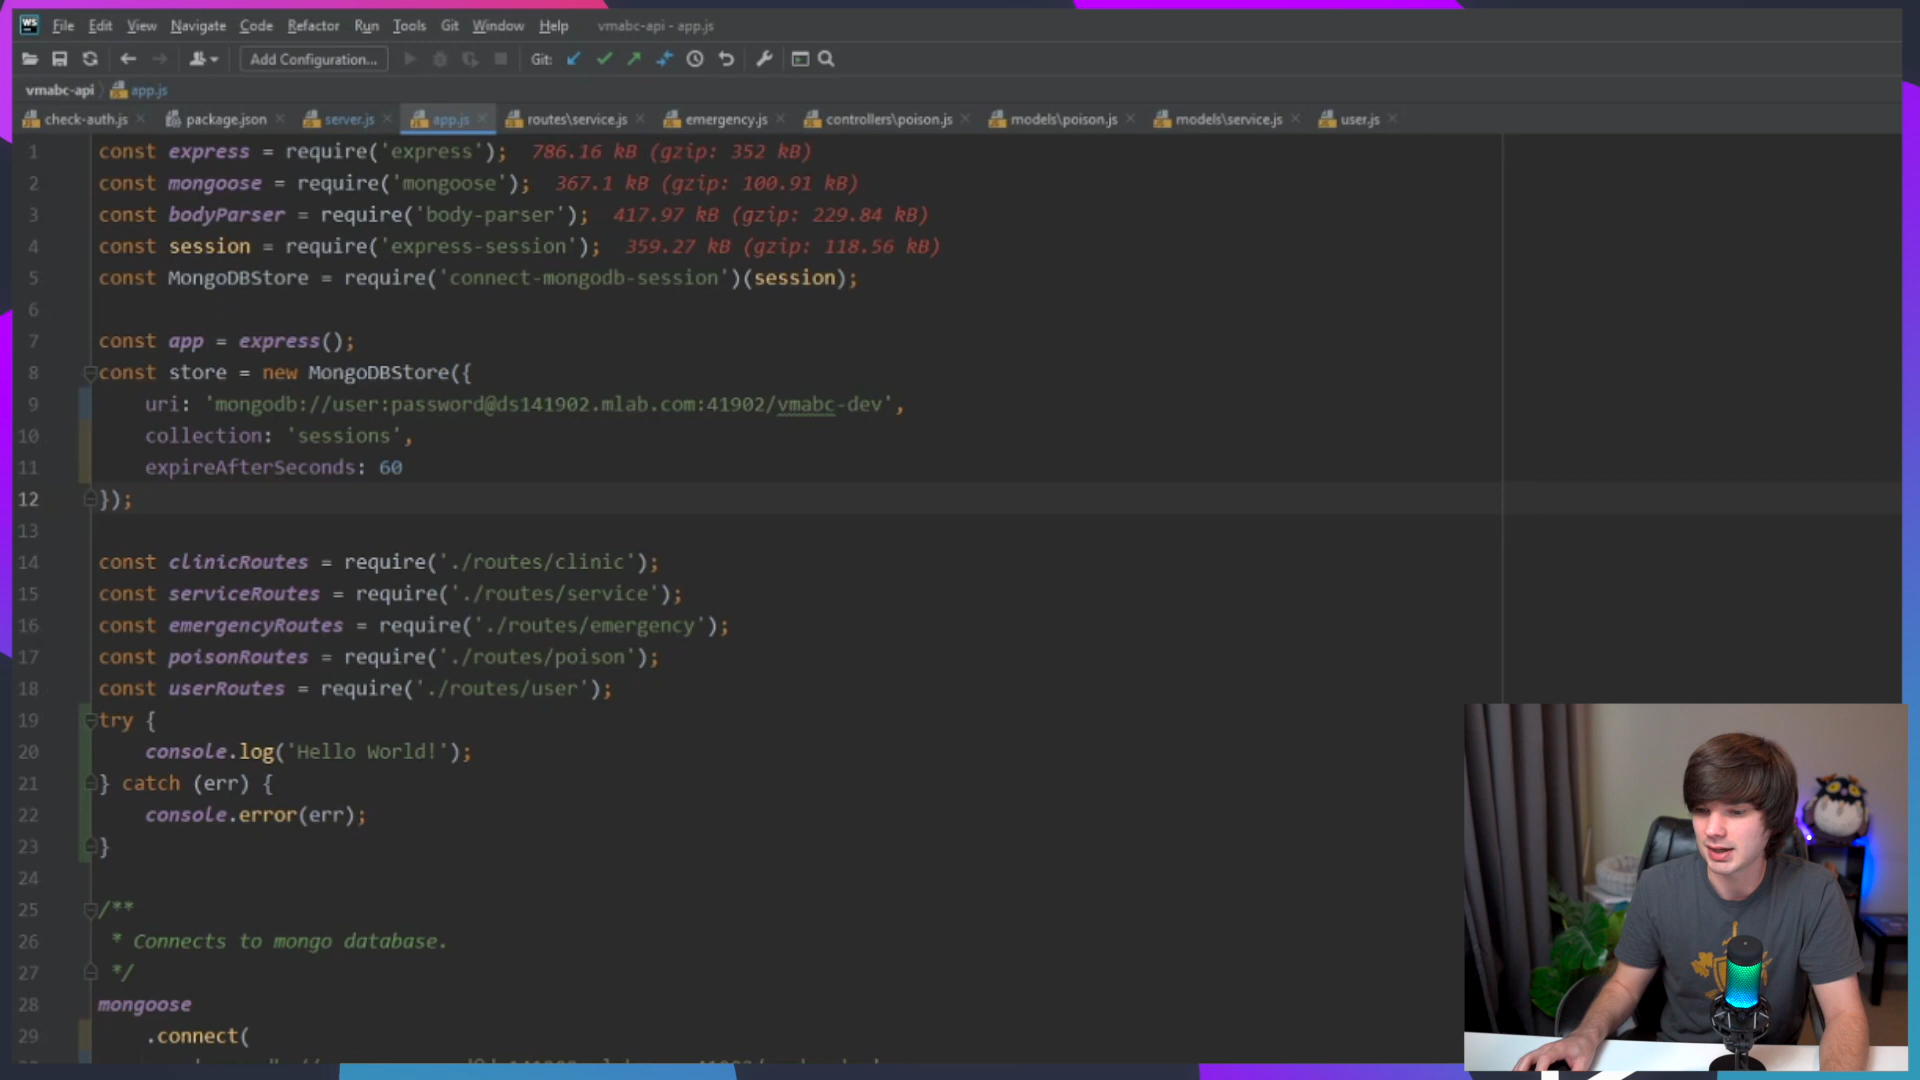 WS File Edit View Navigate Code Refactor Run Tools Git Window Help vmabc-api - app.js
Add Configuration... Git:
vmabc-api app.js
check-auth.js package.json server.js app.js routes\service.js emergency.js controllers\poison.js models\poison.js models\service.js user.js
1 const express = require('express'); 786.16 kB (gzip: 352 kB)
2 const mongoose = require('mongoose'); 367.1 kB (gzip: 100.91 kB)
3 const bodyParser = require('body-parser'); 417.97 kB (gzip: 229.84 kB)
4 const session = require('express-session'); 359.27 kB (gzip: 118.56 kB)
5 const MongoDBStore = require('connect-mongodb-session')(session);
6
7 const app = express();
8 const store = new MongoDBStore({
9 uri: 'mongodb://user:password@ds141902.mlab.com:41902/vmabc-dev',
10 collection: 'sessions',
11 expireAfterSeconds: 60
12 });
13
14 const clinicRoutes = require('./routes/clinic');
15 const serviceRoutes = require('./routes/service');
16 const emergencyRoutes = require('./routes/emergency');
17 const poisonRoutes = require('./routes/poison');
18 const userRoutes = require('./routes/user');
19 try {
20 console.log('Hello World!');
21 } catch (err) {
22 console.error(err);
23 }
24
25 /**
26 * Connects to mongo database.
27 */
28 mongoose
29 .connect(